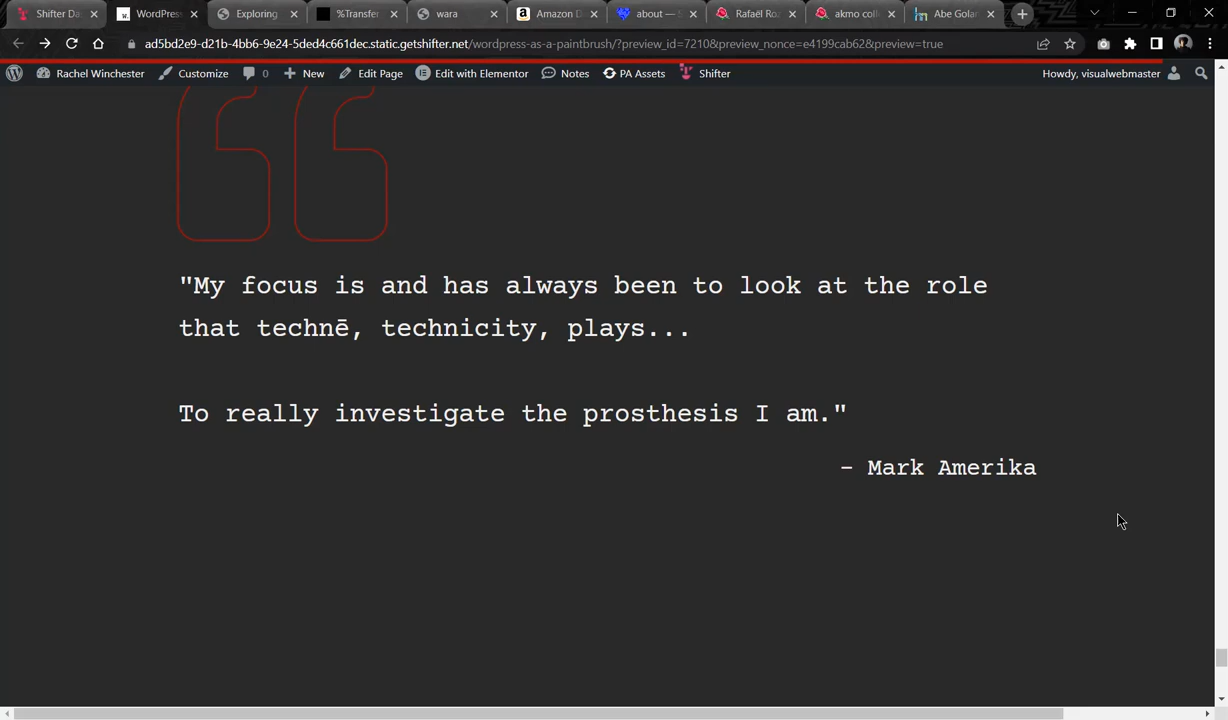 Shifter Da
WordPress
Exploring
%Transfer
wara
Amazon D
about — S
Rafaël Ro
akmo coll
Abe Golan
ad5bd2e9-d21b-4bb6-9e24-5ded4c661dec.static.getshifter.net/wordpress-as-a-paintbrush/?preview_id=7210&preview_nonce=e4199cab62&preview=true
Rachel Winchester
Customize
0
New
Edit Page
Edit with Elementor
Notes
PA Assets
Shifter
Howdy, visualwebmaster
"My focus is and has always been to look at the role
that technē, technicity, plays...
To really investigate the prosthesis I am."
– Mark Amerika